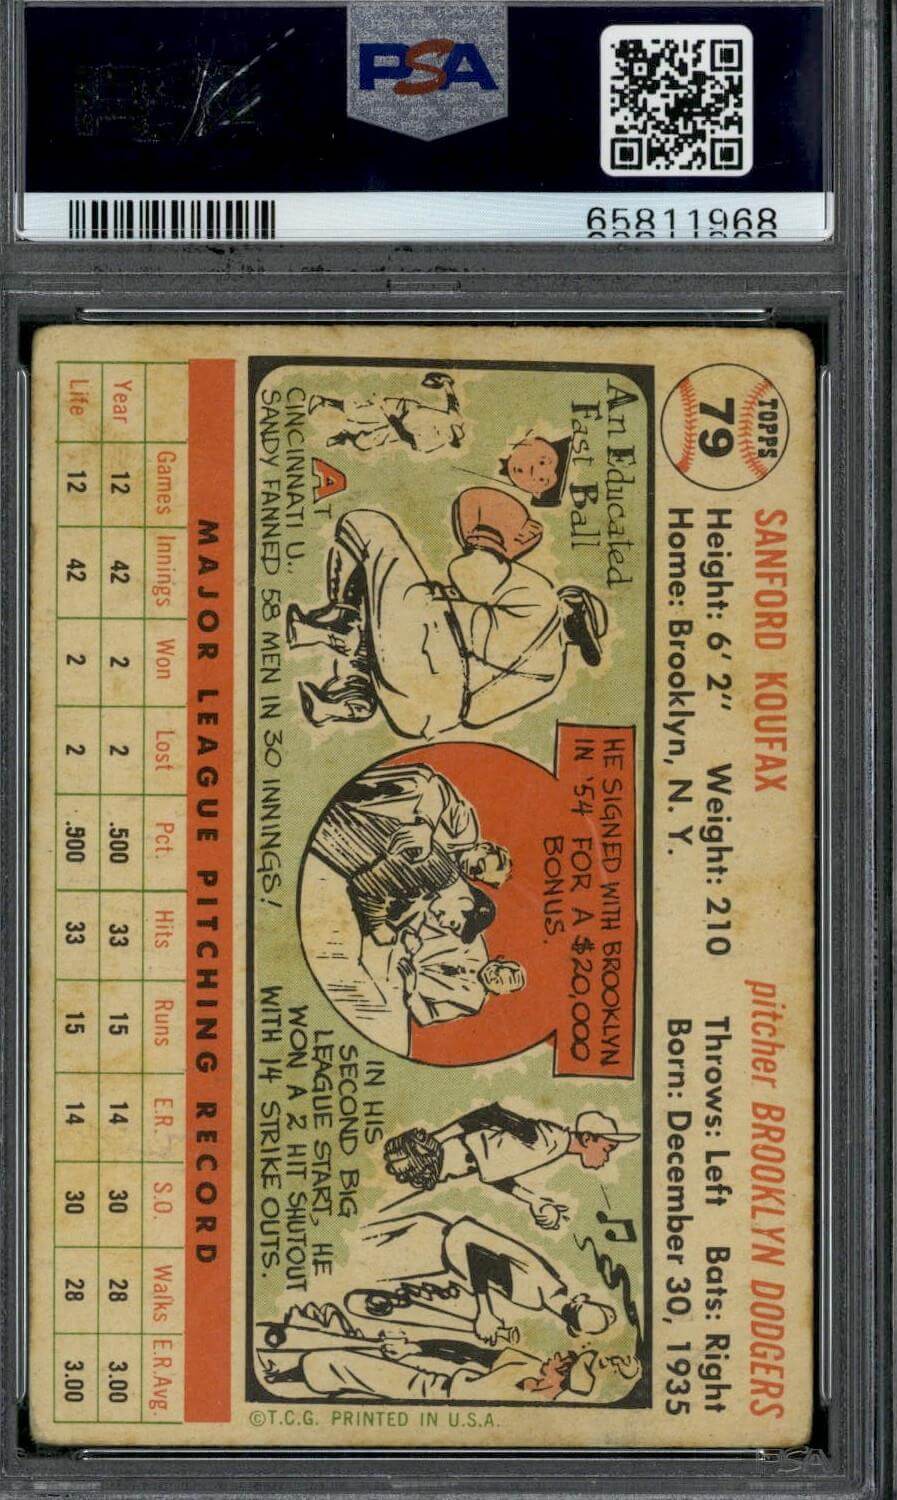 PSA
65811968
TOPPS
79
SANFORD KOUFAX
pitcher BROOKLYN DODGERS
Height: 6' 2" Weight: 210 Throws: Left Bats: Right
Home: Brooklyn, N. Y. Born: December 30, 1935
An Educated
Fast Ball
AT
CINCINNATI U.,
SANDY FANNED 58 MEN IN 30 INNINGS!
HE SIGNED WITH BROOKLYN
IN '54 FOR A $20,000
BONUS.
IN HIS
SECOND BIG
LEAGUE START, HE
WON A 2 HIT SHUTOUT
WITH 14 STRIKE OUTS.
MAJOR LEAGUE PITCHING RECORD
Games Innings Won Lost Pct. Hits Runs E.R. S.O. Walks E.R.Avg.
Year 12 42 2 2 .500 33 15 14 30 28 3.00
Life 12 42 2 2 .500 33 15 14 30 28 3.00
©T.C.G. PRINTED IN U.S.A.
PSA